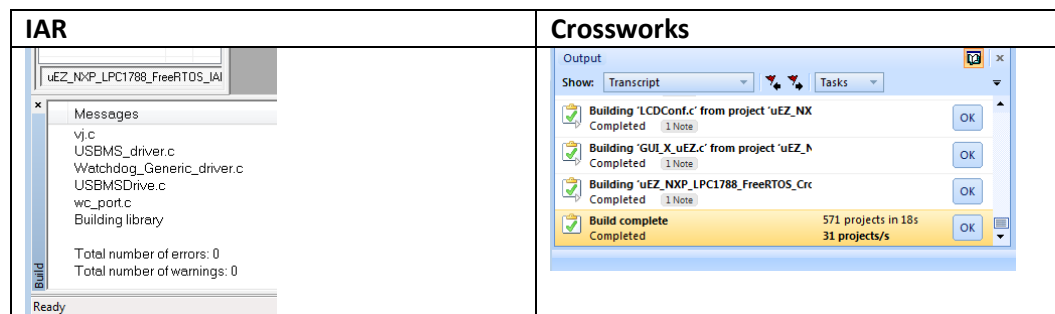 IAR
uEZ_NXP_LPC1788_FreeRTOS_IAI
Messages
vj.c
USBMS_driver.c
Watchdog_Generic_driver.c
USBMSDrive.c
wc_port.c
Building library
Total number of errors: 0
Total number of warnings: 0
Build
Ready
Crossworks
Output
Show: Transcript Tasks
Building 'LCDConf.c' from project 'uEZ_NX
Completed 1 Note OK
Building 'GUI_X_uEZ.c' from project 'uEZ_N
Completed 1 Note OK
Building 'uEZ_NXP_LPC1788_FreeRTOS_Crc
Completed 1 Note OK
Build complete 571 projects in 18s
Completed 31 projects/s OK